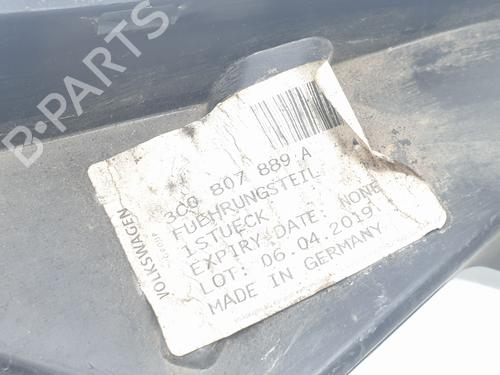 B-PARTS
VOLKSWAGEN
3C0 807 889 A
FUEHRUNGSTEIL
1STUECK
EXPIRY DATE: NONE
LOT: 06.04.2019
MADE IN GERMANY